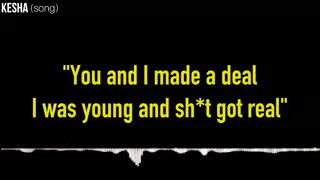 KESHA (song)
"You and I made a deal
I was young and sh*t got real"